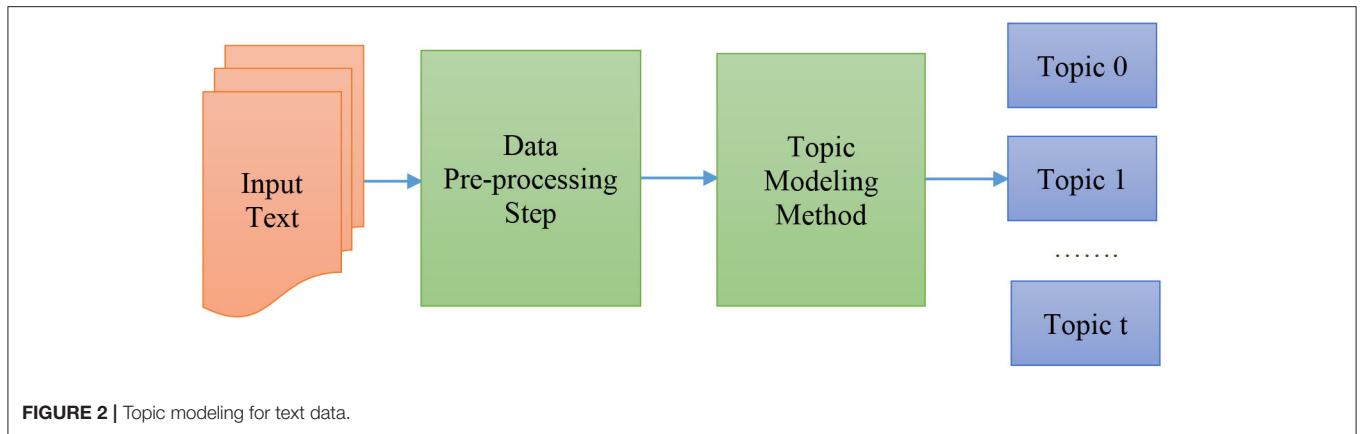 Input
Text
Data
Pre-processing
Step
Topic
Modeling
Method
Topic 0
Topic 1
.......
Topic t
FIGURE 2 | Topic modeling for text data.